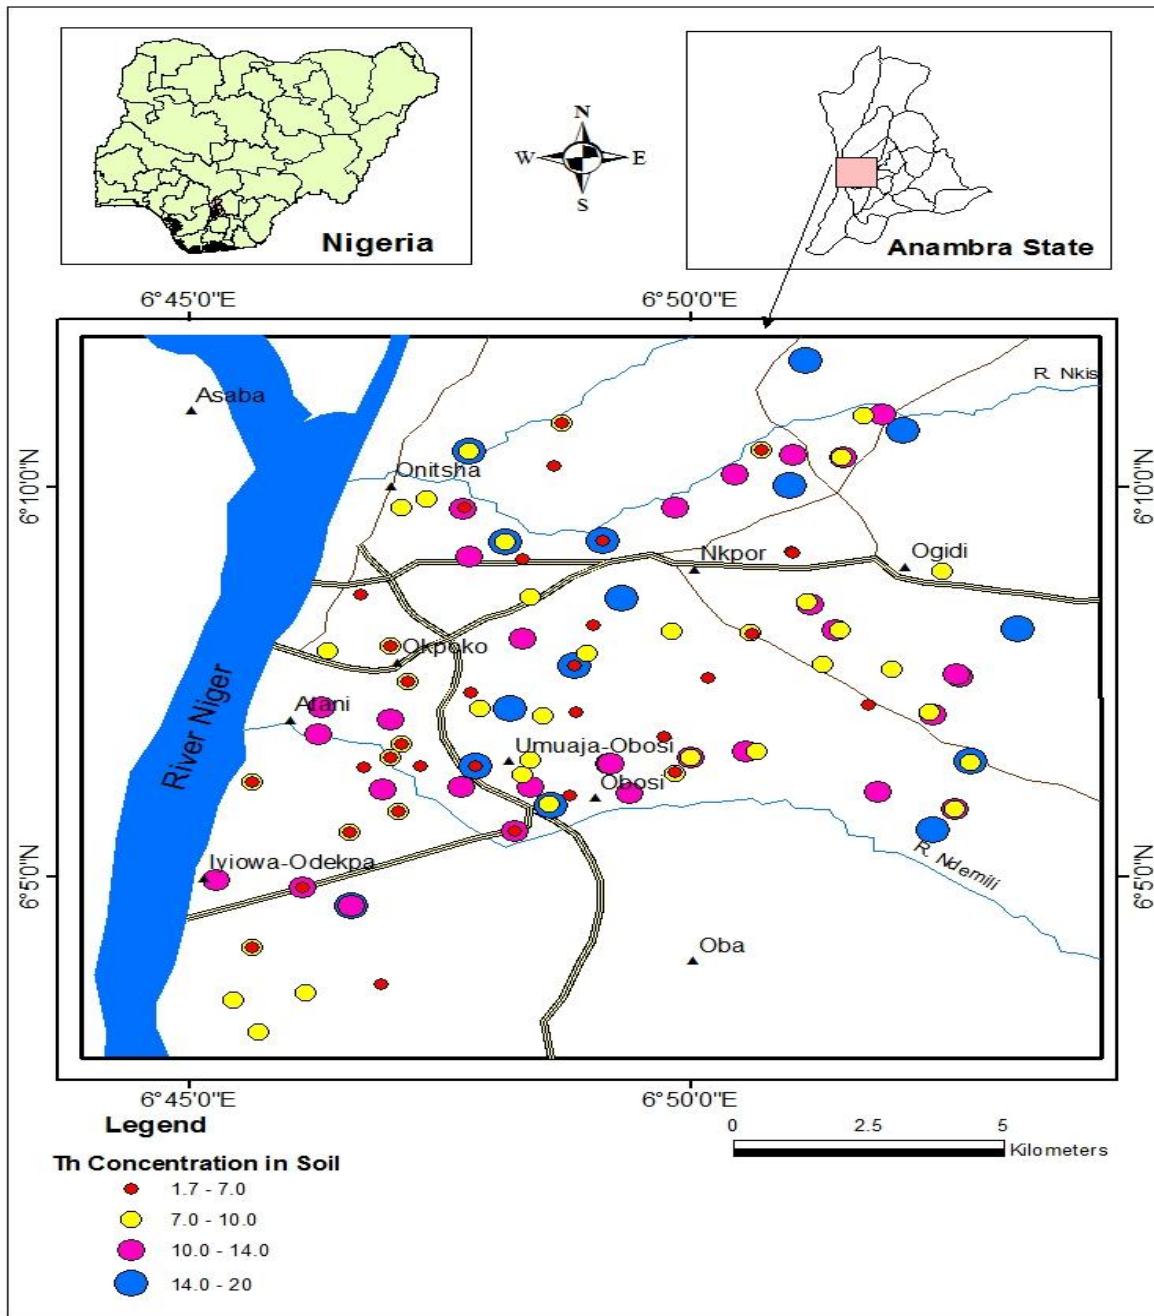 N
W E
S
Nigeria
Anambra State
6°45'0"E 6°50'0"E
Asaba
R. Nkis
6°10'0"N
Onitsha
6°10'0"N
Nkpor
Ogidi
Okpoko
River Niger
Atani
Umuaja-Obosi
Obosi
R. Ndemili
6°5'0"N
Iyiowa-Odekpa
6°5'0"N
Oba
6°45'0"E 6°50'0"E
Legend
0 2.5 5
Kilometers
Th Concentration in Soil
1.7 - 7.0
7.0 - 10.0
10.0 - 14.0
14.0 - 20